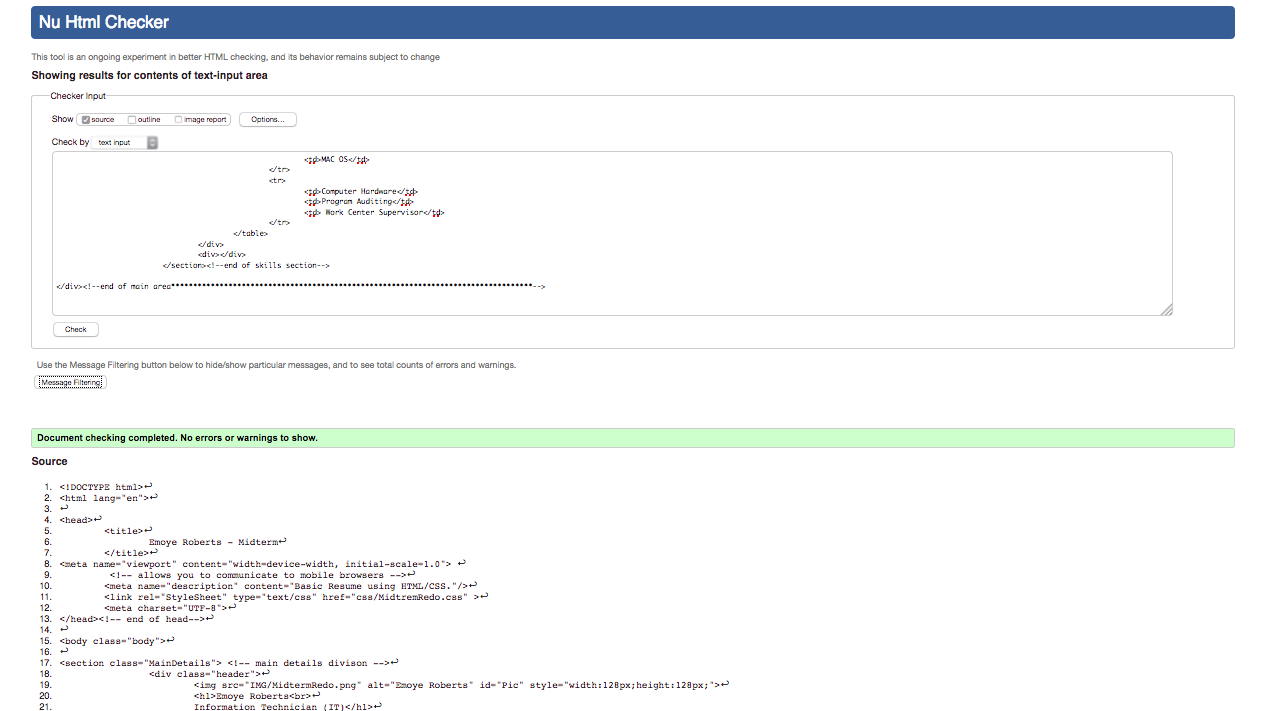 Nu Html Checker
This tool is an ongoing experiment in better HTML checking, and its behavior remains subject to change
Showing results for contents of text-input area
Checker Input
Show source outline image report Options...
Check by text input
<td>MAC OS</td>
</tr>
<tr>
<td>Computer Hardware</td>
<td>Program Auditing</td>
<td> Work Center Supervisor</td>
</tr>
</table>
</div>
<div></div>
</section><!--end of skills section-->
</div><!--end of main area***********************************************************************************-->
Check
Use the Message Filtering button below to hide/show particular messages, and to see total counts of errors and warnings.
Message Filtering
Document checking completed. No errors or warnings to show.
Source
1. <!DOCTYPE html>↩
2. <html lang="en">↩
3. ↩
4. <head>↩
5. <title>↩
6. Emoye Roberts - Midterm↩
7. </title>↩
8. <meta name="viewport" content="width=device-width, initial-scale=1.0"> ↩
9. <!-- allows you to communicate to mobile browsers -->↩
10. <meta name="description" content="Basic Resume using HTML/CSS."/>↩
11. <link rel="StyleSheet" type="text/css" href="css/MidtremRedo.css" >↩
12. <meta charset="UTF-8">↩
13. </head><!-- end of head-->↩
14. ↩
15. <body class="body">↩
16. ↩
17. <section class="MainDetails"> <!-- main details divison -->↩
18. <div class="header">↩
19. <img src="IMG/MidtermRedo.png" alt="Emoye Roberts" id="Pic" style="width:128px;height:128px;">↩
20. <h1>Emoye Roberts<br>↩
21. Information Technician (IT)</h1>↩